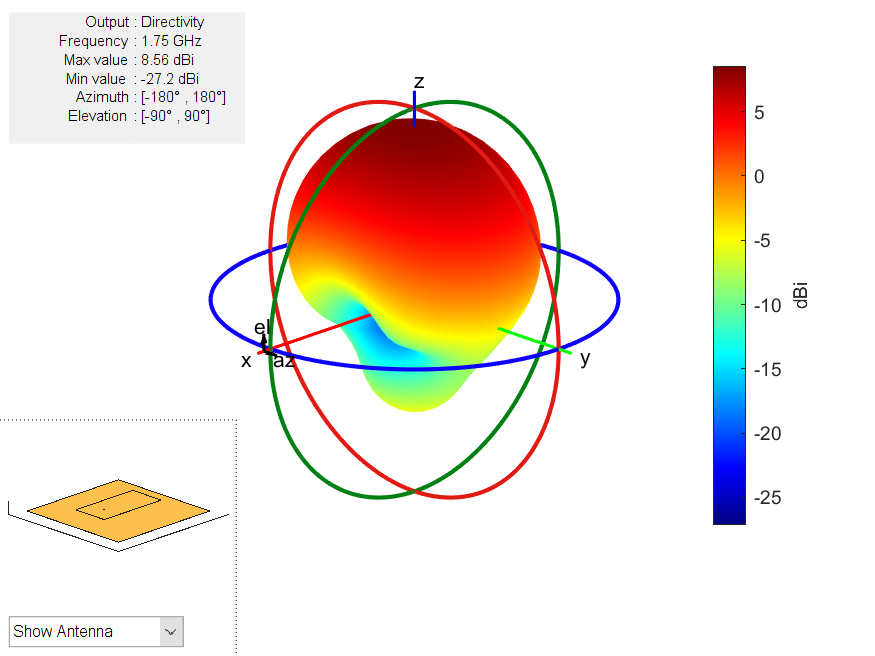 Output : Directivity
Frequency : 1.75 GHz
Max value : 8.56 dBi
Min value : -27.2 dBi
Azimuth : [-180° , 180°]
Elevation : [-90° , 90°]
z
el
x
az
y
5
0
-5
-10
-15
-20
-25
dBi
Show Antenna